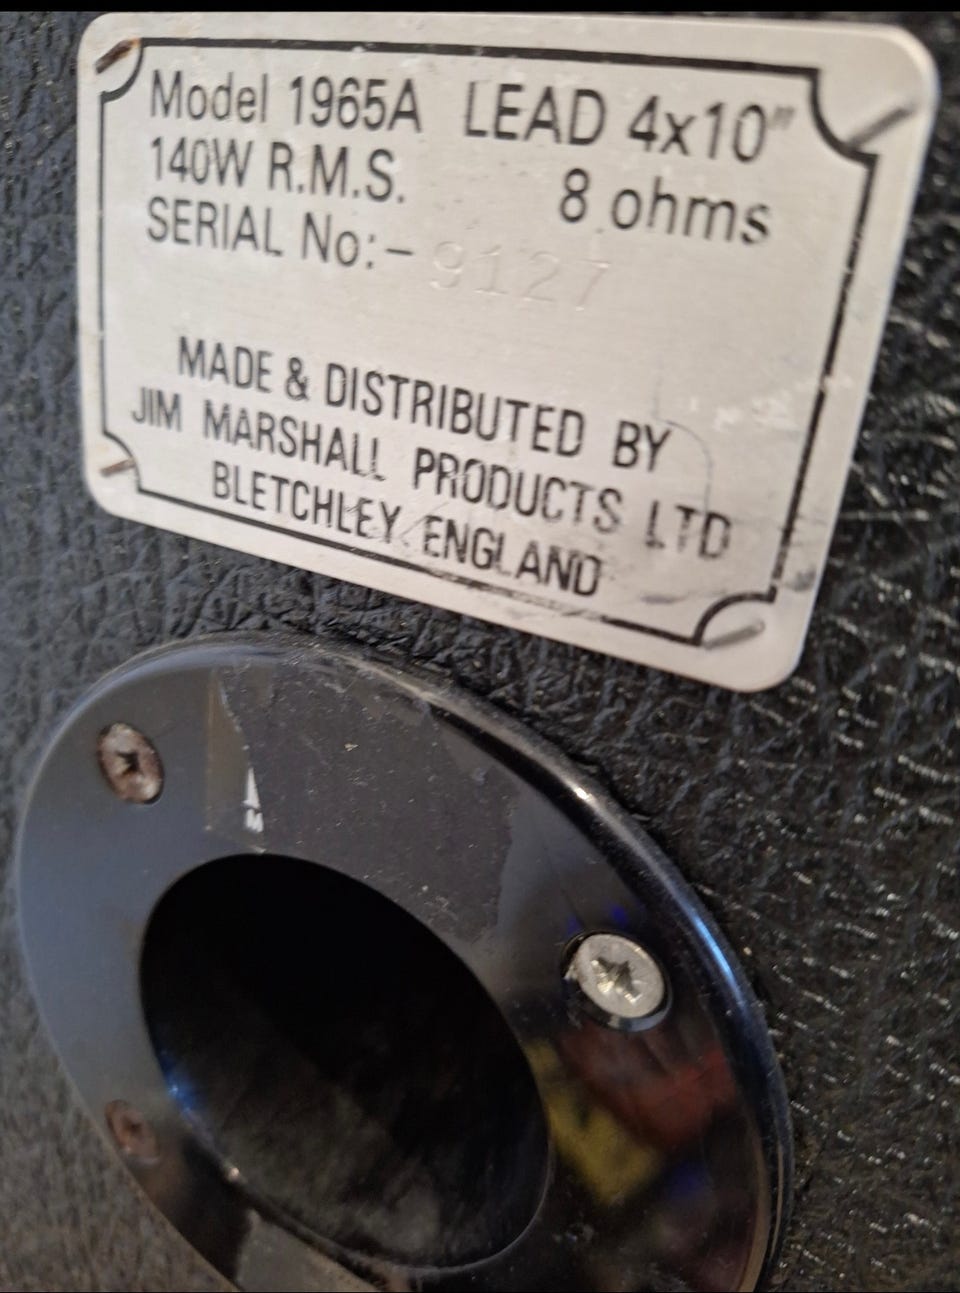 Model 1965A LEAD 4x10"
140W R.M.S. 8 ohms
SERIAL No:- 9127
MADE & DISTRIBUTED BY
JIM MARSHALL PRODUCTS LTD
BLETCHLEY ENGLAND
M